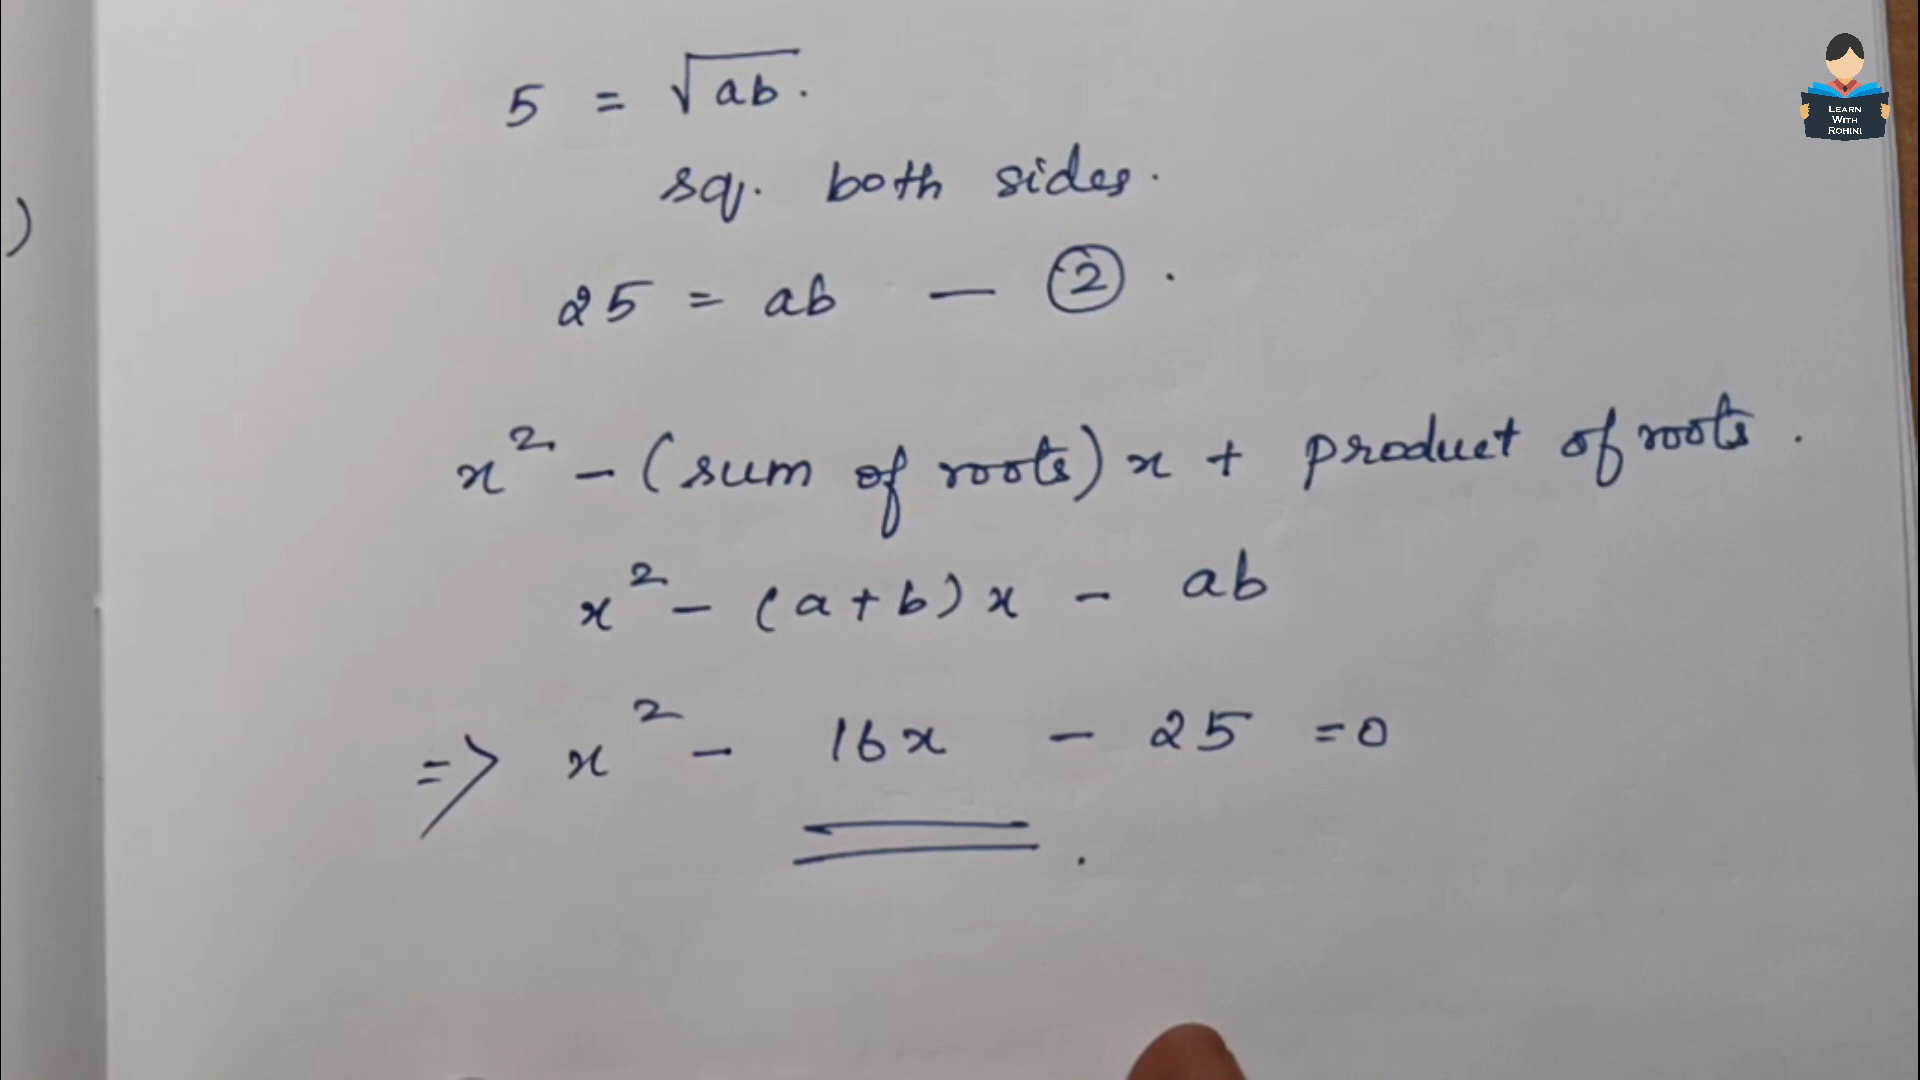 5 = √ab.
sq. both sides.
25 = ab — ②.
x² - (sum of roots) x + product of roots.
x² - (a+b) x - ab
=> x² - 16x - 25 =0
)
LEARN
WITH
ROHINI